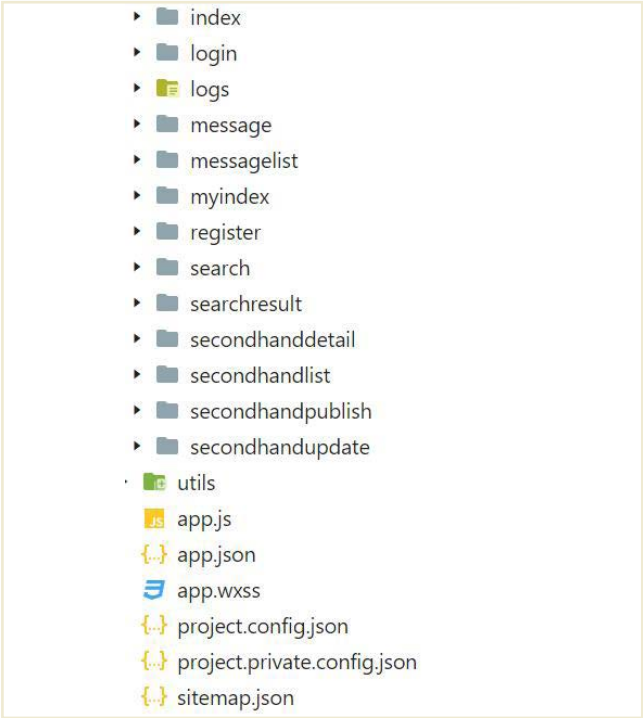 index
login
logs
message
messagelist
myindex
register
search
searchresult
secondhanddetail
secondhandlist
secondhandpublish
secondhandupdate
utils
JS app.js
{..} app.json
app.wxss
{..} project.config.json
{..} project.private.config.json
{..} sitemap.json